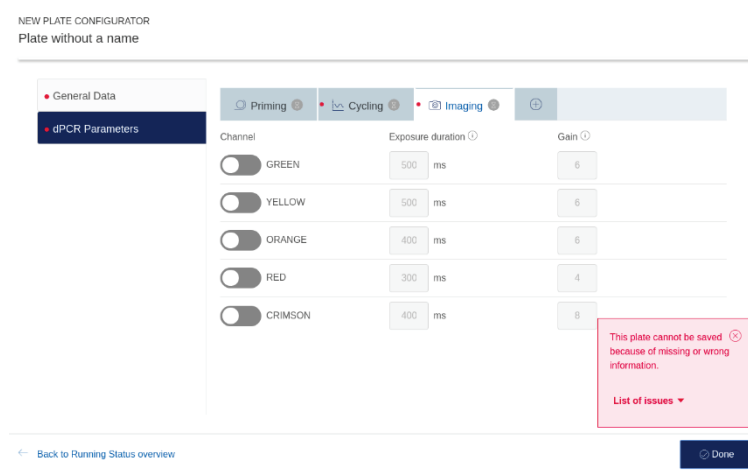 NEW PLATE CONFIGURATOR
Plate without a name
General Data
dPCR Parameters
Priming Cycling Imaging
Channel Exposure duration Gain
GREEN 500 ms 6
YELLOW 500 ms 6
ORANGE 400 ms 6
RED 300 ms 4
CRIMSON 400 ms 8
This plate cannot be saved
because of missing or wrong
information.
List of issues
Back to Running Status overview
Done